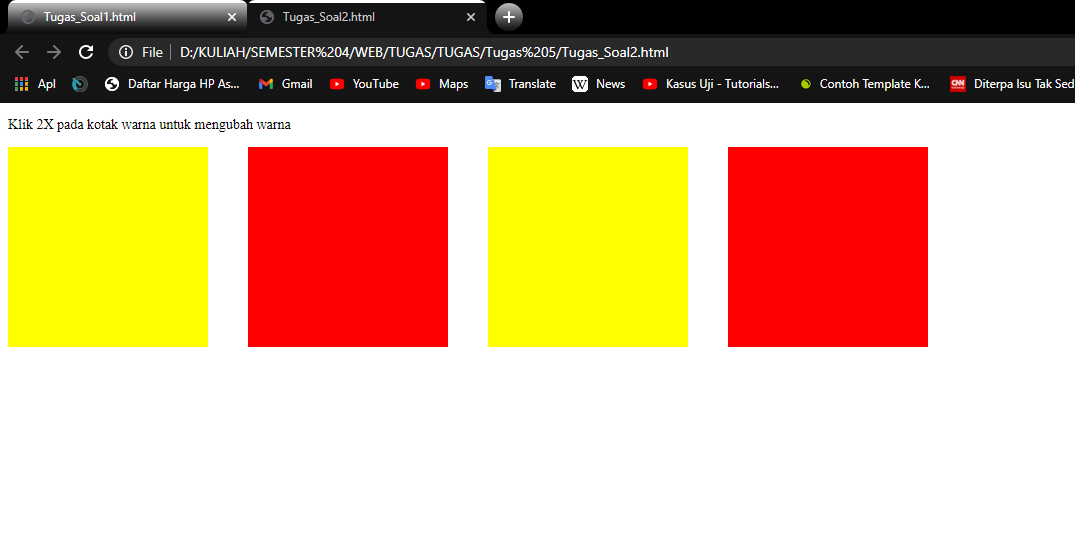 Tugas_Soal1.html
Tugas_Soal2.html
File D:/KULIAH/SEMESTER%204/WEB/TUGAS/TUGAS/Tugas%205/Tugas_Soal2.html
Apl Daftar Harga HP As... Gmail YouTube Maps Translate News Kasus Uji - Tutorials... Contoh Template K... Diterpa Isu Tak Sed
Klik 2X pada kotak warna untuk mengubah warna